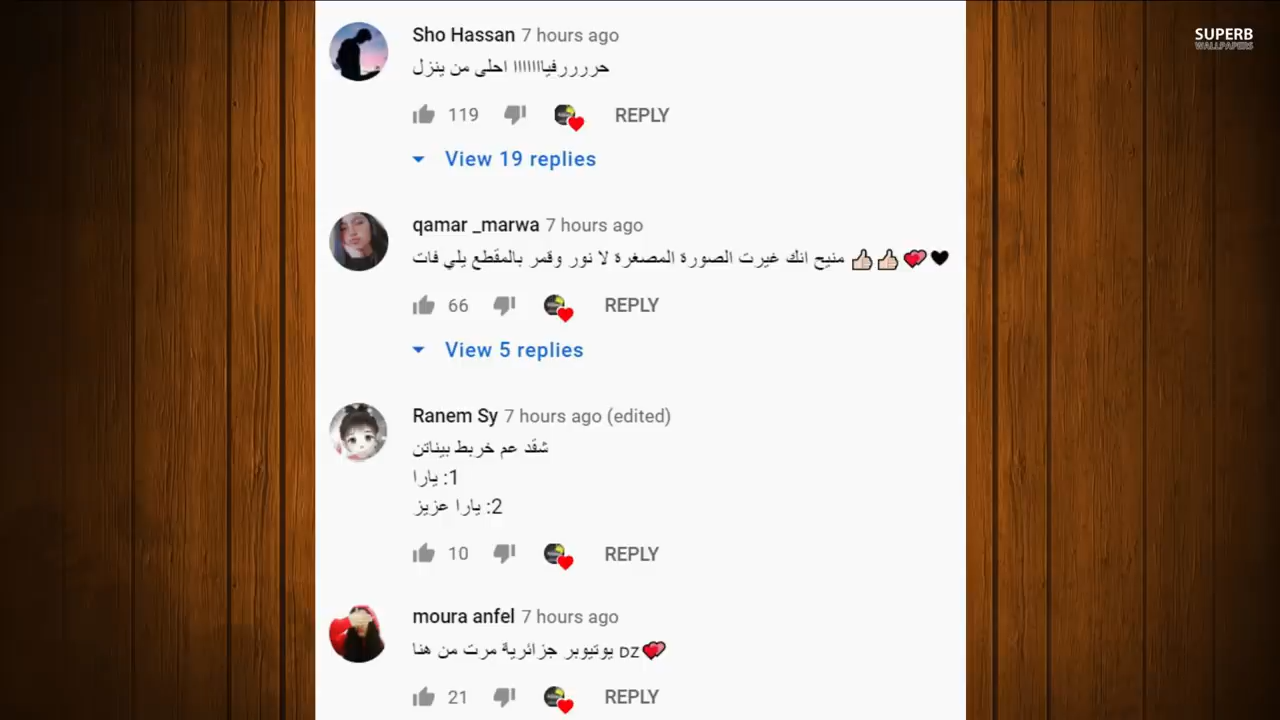 SUPERB
WALLPAPERS
Sho Hassan 7 hours ago
حررررفياااااااا احلى من ينزل
119 REPLY
View 19 replies
qamar _marwa 7 hours ago
منيح انك غيرت الصورة المصغرة لا نور وقمر بالمقطع يلي فات 👍🏻👍🏻💕🖤
66 REPLY
View 5 replies
Ranem Sy 7 hours ago (edited)
شقد عم خربط بيناتن
1: يارا
2: يارا عزيز
10 REPLY
moura anfel 7 hours ago
يوتيوبر جزائرية مرت من هنا DZ💕
21 REPLY